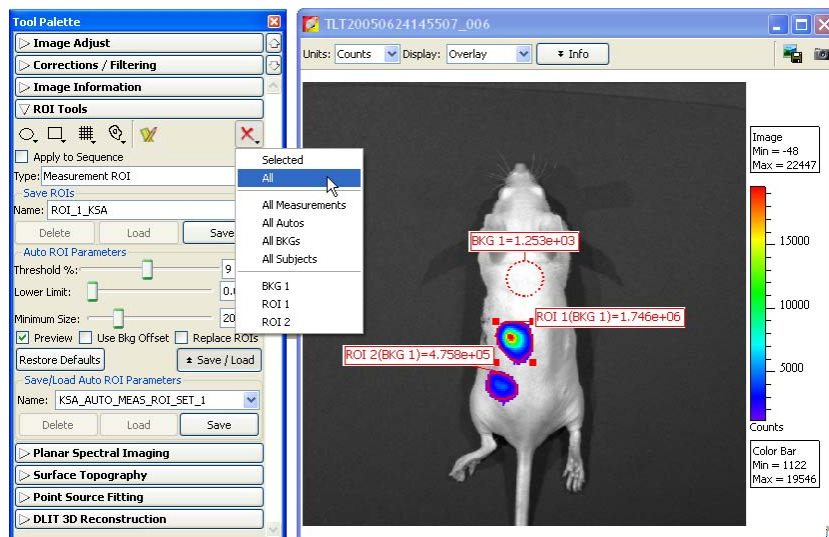 Tool Palette
Image Adjust
Corrections / Filtering
Image Information
ROI Tools
Apply to Sequence
Type: Measurement ROI
Save ROIs
Name: ROI_1_KSA
Delete Load Save
Auto ROI Parameters
Threshold %: 9
Lower Limit: 0.
Minimum Size: 20
Preview Use Bkg Offset Replace ROIs
Restore Defaults Save / Load
Save/Load Auto ROI Parameters
Name: KSA_AUTO_MEAS_ROI_SET_1
Delete Load Save
Planar Spectral Imaging
Surface Topography
Point Source Fitting
DLIT 3D Reconstruction
Selected
All
All Measurements
All Autos
All BKGs
All Subjects
BKG 1
ROI 1
ROI 2
TLT20050624145507_006
Units: Counts Display: Overlay Info
BKG 1=1.253e+03
ROI 1(BKG 1)=1.746e+06
ROI 2(BKG 1)=4.758e+05
Image
Min = -48
Max = 22447
15000
10000
5000
Counts
Color Bar
Min = 1122
Max = 19546